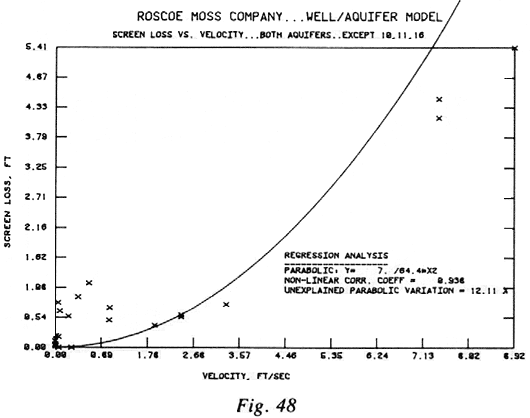 ROSCOE MOSS COMPANY...WELL/AQUIFER MODEL
SCREEN LOSS VS. VELOCITY...BOTH AQUIFERS..EXCEPT 10.11.16
5.41
4.87
4.33
3.79
3.25
2.71
2.16
1.62
1.08
0.54
0.00
SCREEN LOSS, FT
REGRESSION ANALYSIS
PARABOLIC: Y= 7. /64.4*X2
NON-LINEAR CORR. COEFF = 0.936
UNEXPLAINED PARABOLIC VARIATION = 12.11 %
0.00 0.89 1.78 2.68 3.57 4.46 5.35 6.24 7.13 8.02 8.92
VELOCITY, FT/SEC
Fig. 48